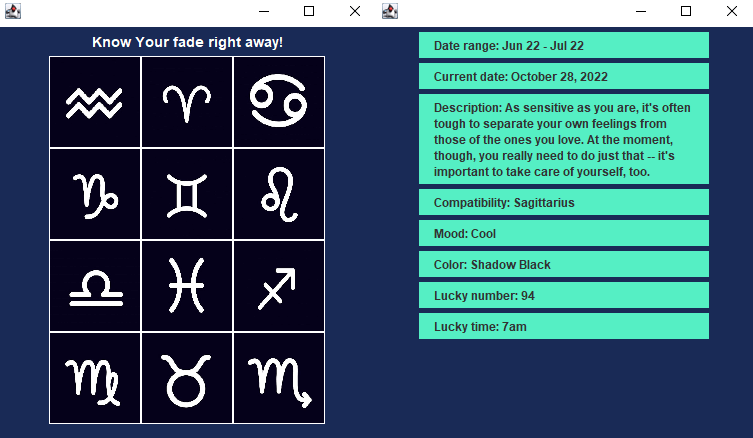 Know Your fade right away!
Date range: Jun 22 - Jul 22
Current date: October 28, 2022
Description: As sensitive as you are, it's often
tough to separate your own feelings from
those of the ones you love. At the moment,
though, you really need to do just that -- it's
important to take care of yourself, too.
Compatibility: Sagittarius
Mood: Cool
Color: Shadow Black
Lucky number: 94
Lucky time: 7am